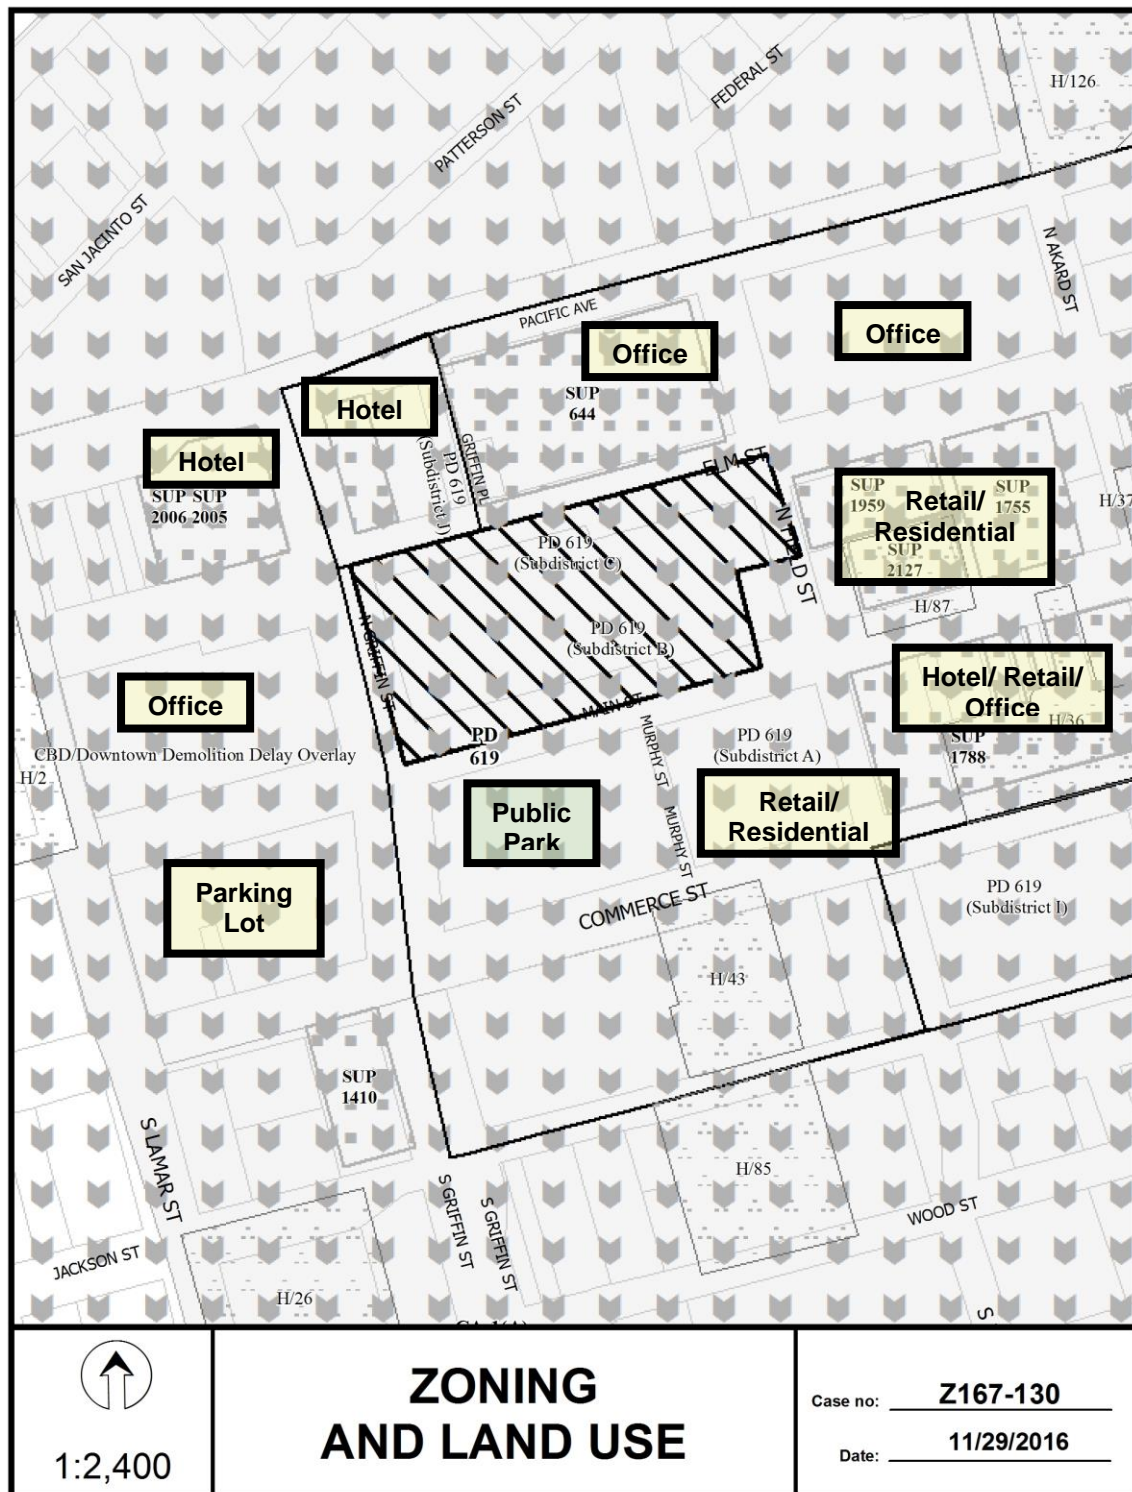 FEDERAL ST
H/126
PATTERSON ST
SAN JACINTO ST
N AKARD ST
PACIFIC AVE
Office
Office
SUP
644
Hotel
GRIFFIN PL
PD 619
(Subdistrict J)
Hotel
SUP SUP
2006 2005
ELM ST
N FIELD ST
SUP
1959
Retail/
Residential
SUP
1755
SUP
2127
H/37
H/87
PD 619
(Subdistrict C)
PD 619
(Subdistrict B)
N GRIFFIN ST
Hotel/ Retail/
Office
H/36
SUP
1788
Office
CBD/Downtown Demolition Delay Overlay
H/2
MAIN ST
PD
619
MURPHY ST
PD 619
(Subdistrict A)
Public
Park
Retail/
Residential
MURPHY ST
Parking
Lot
COMMERCE ST
PD 619
(Subdistrict I)
H/43
SUP
1410
S LAMAR ST
H/85
S GRIFFIN ST
S GRIFFIN ST
WOOD ST
JACKSON ST
H/26
S
1:2,400
ZONING
AND LAND USE
Case no: Z167-130
Date: 11/29/2016